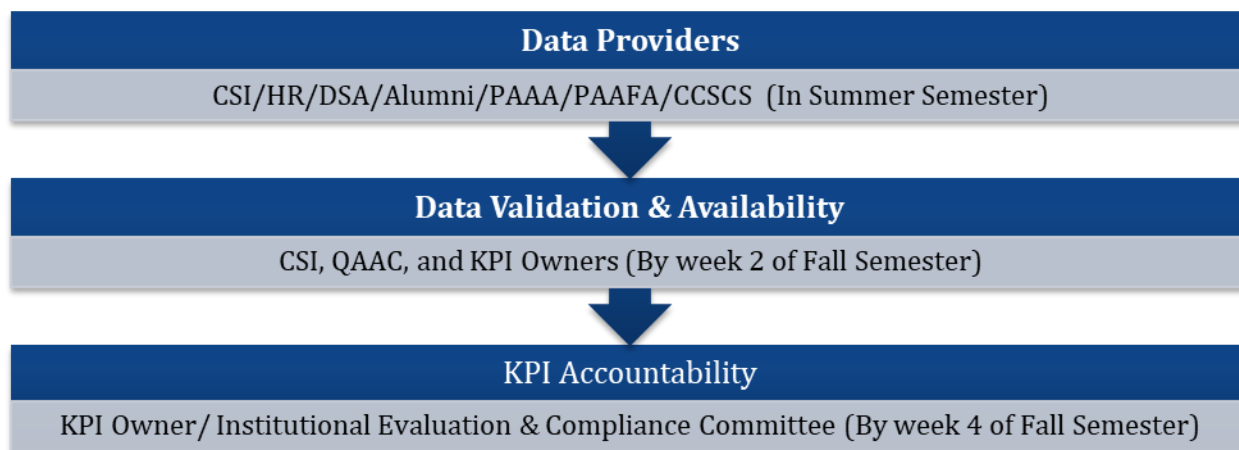 Data Providers
CSI/HR/DSA/Alumni/PAAA/PAAFA/CCSCS (In Summer Semester)
Data Validation & Availability
CSI, QAAC, and KPI Owners (By week 2 of Fall Semester)
KPI Accountability
KPI Owner/ Institutional Evaluation & Compliance Committee (By week 4 of Fall Semester)